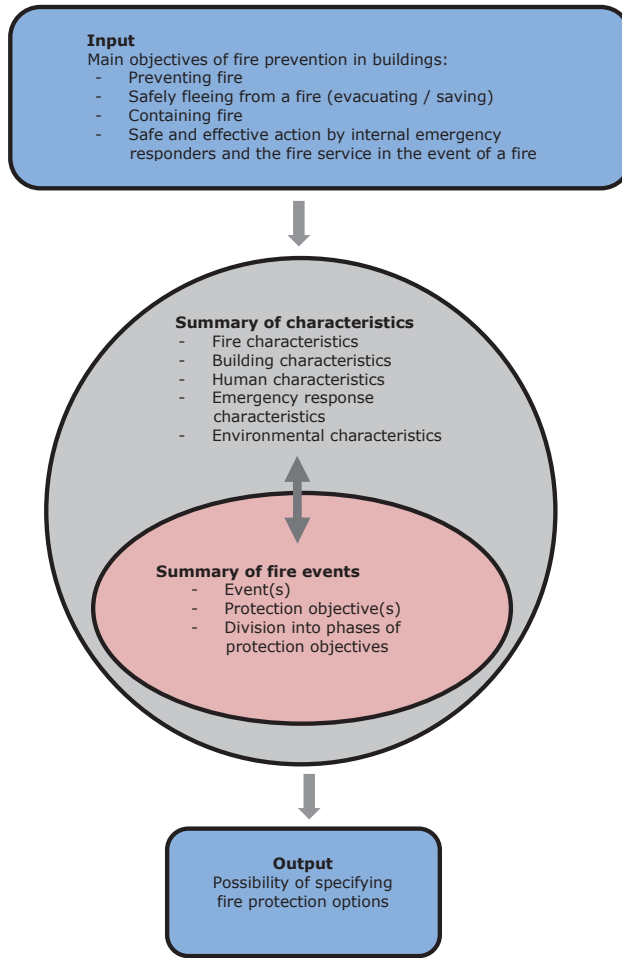 Input
Main objectives of fire prevention in buildings:
- Preventing fire
- Safely fleeing from a fire (evacuating / saving)
- Containing fire
- Safe and effective action by internal emergency
responders and the fire service in the event of a fire
Summary of characteristics
- Fire characteristics
- Building characteristics
- Human characteristics
- Emergency response
characteristics
- Environmental characteristics
Summary of fire events
- Event(s)
- Protection objective(s)
- Division into phases of
protection objectives
Output
Possibility of specifying
fire protection options